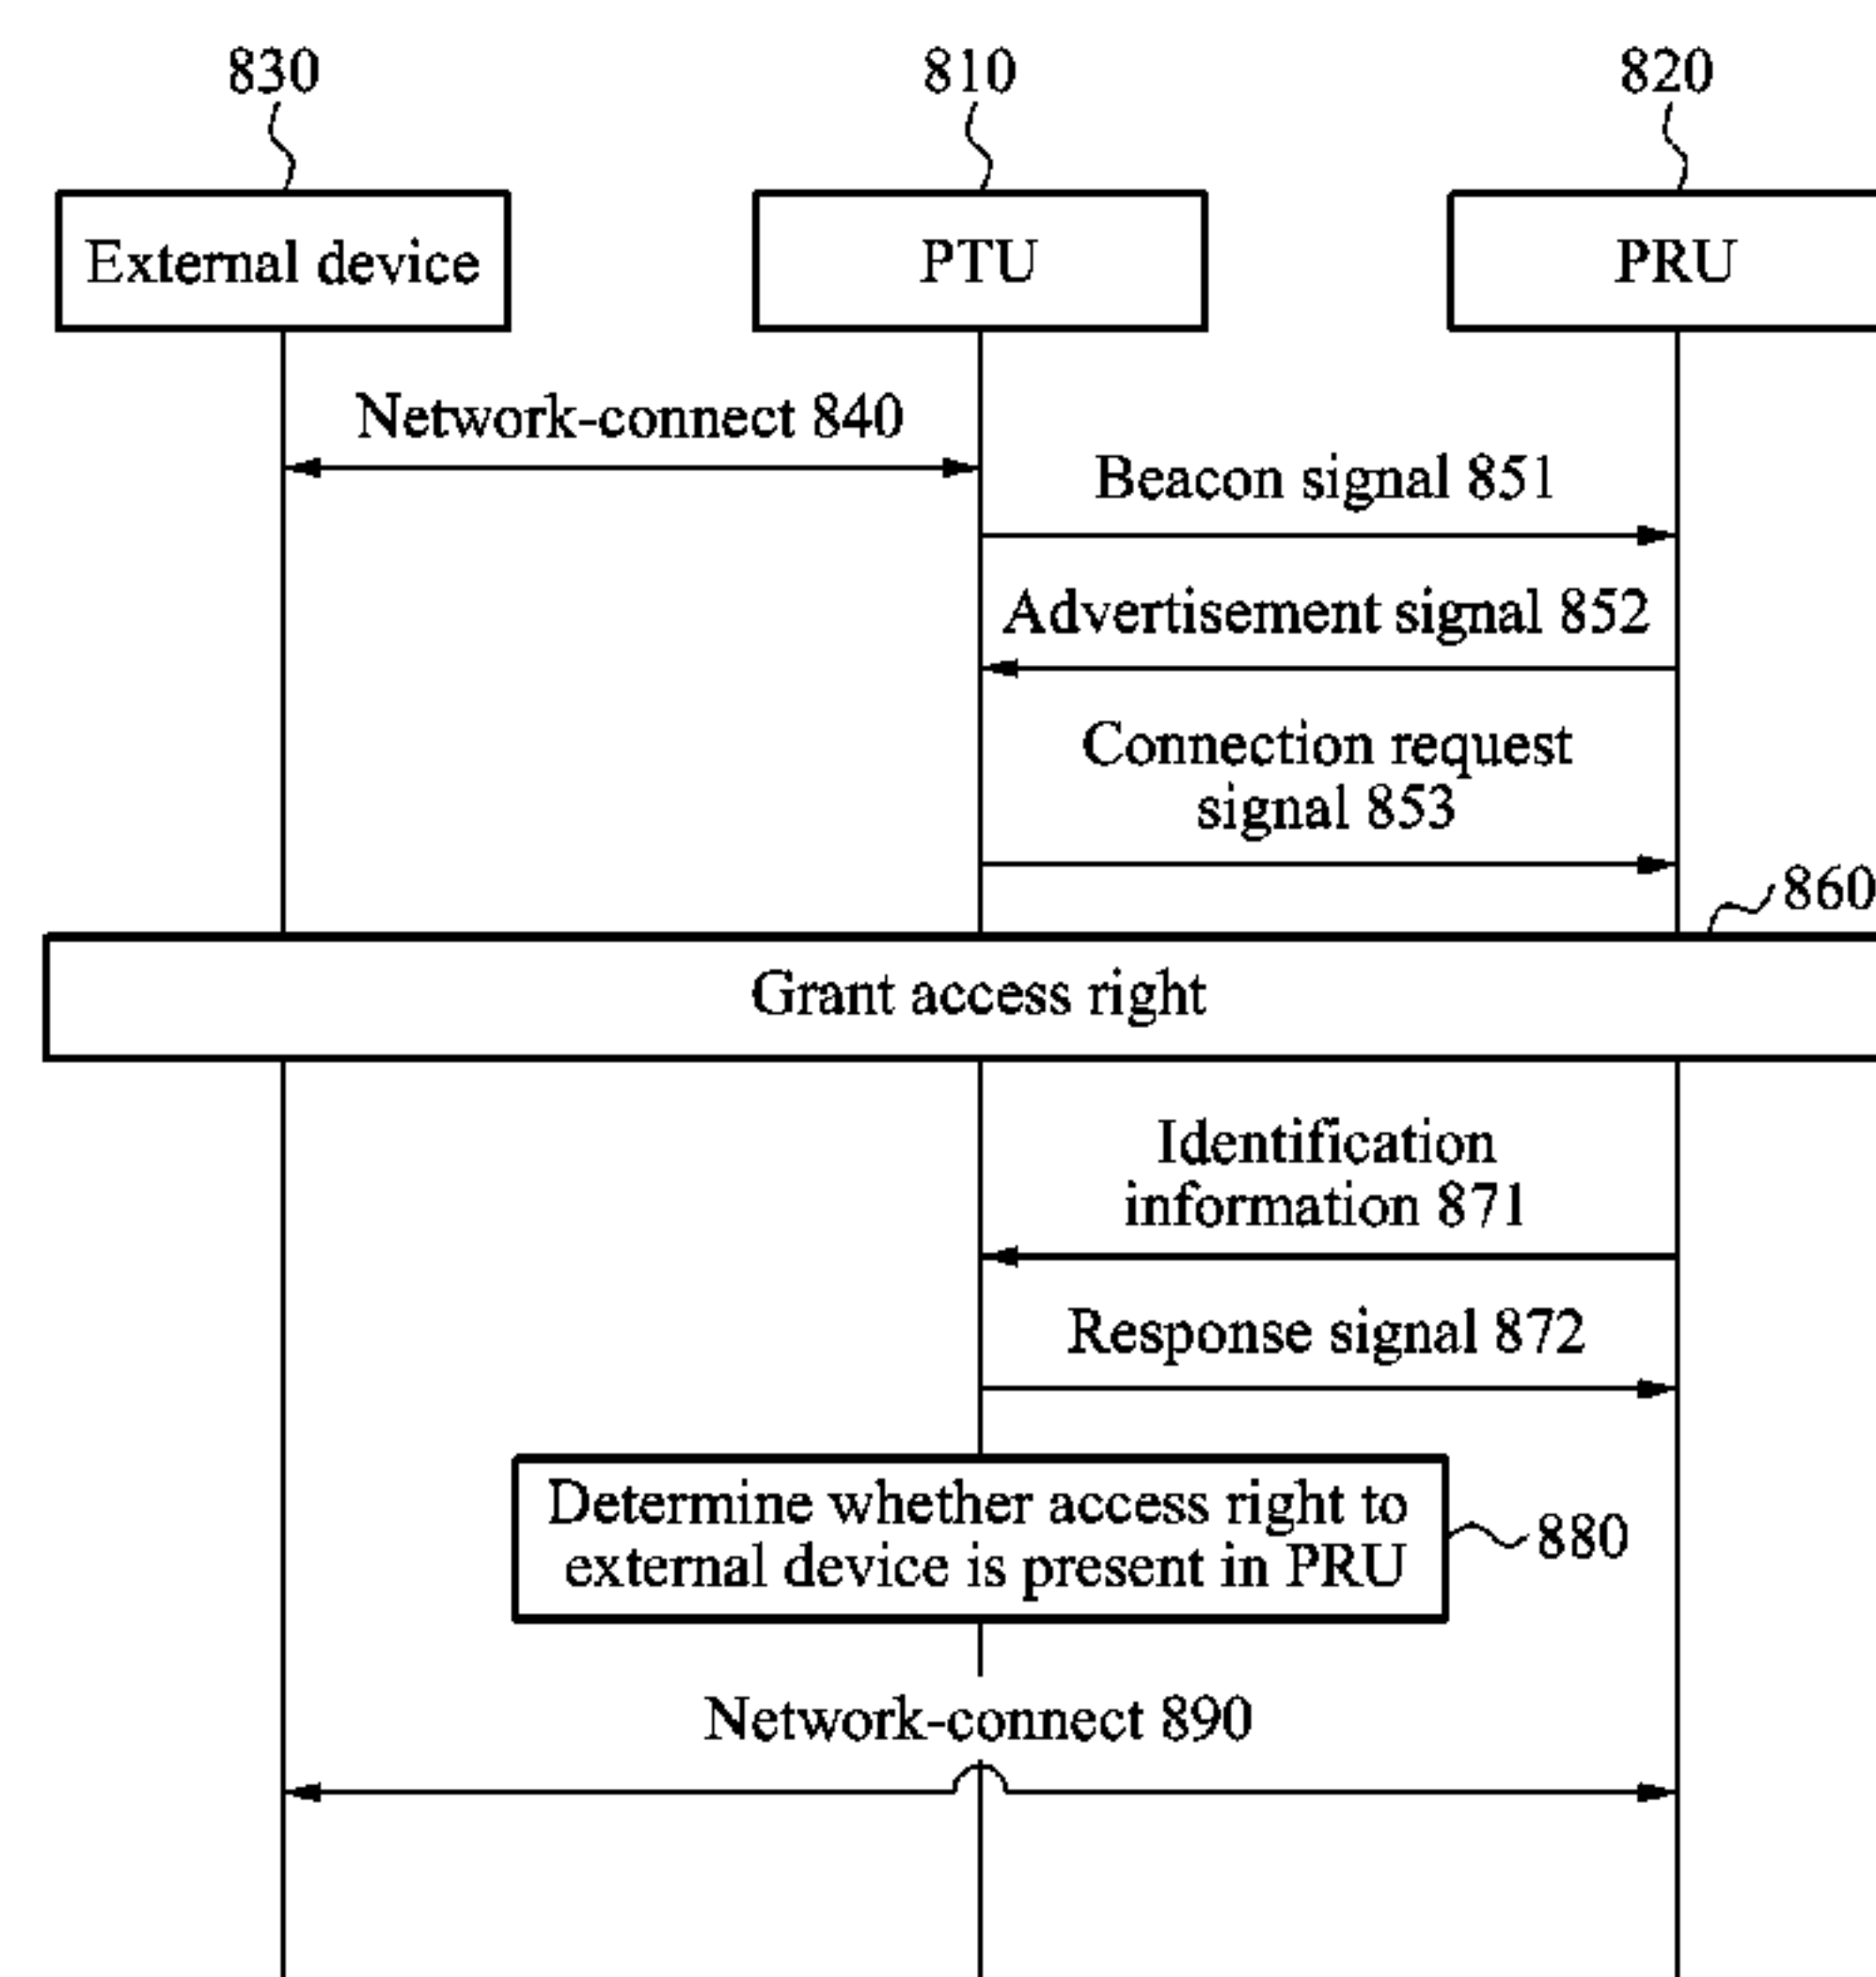 830
810
820
External device
PTU
PRU
Network-connect 840
Beacon signal 851
Advertisement signal 852
Connection request
signal 853
860
Grant access right
Identification
information 871
Response signal 872
Determine whether access right to
external device is present in PRU
880
Network-connect 890